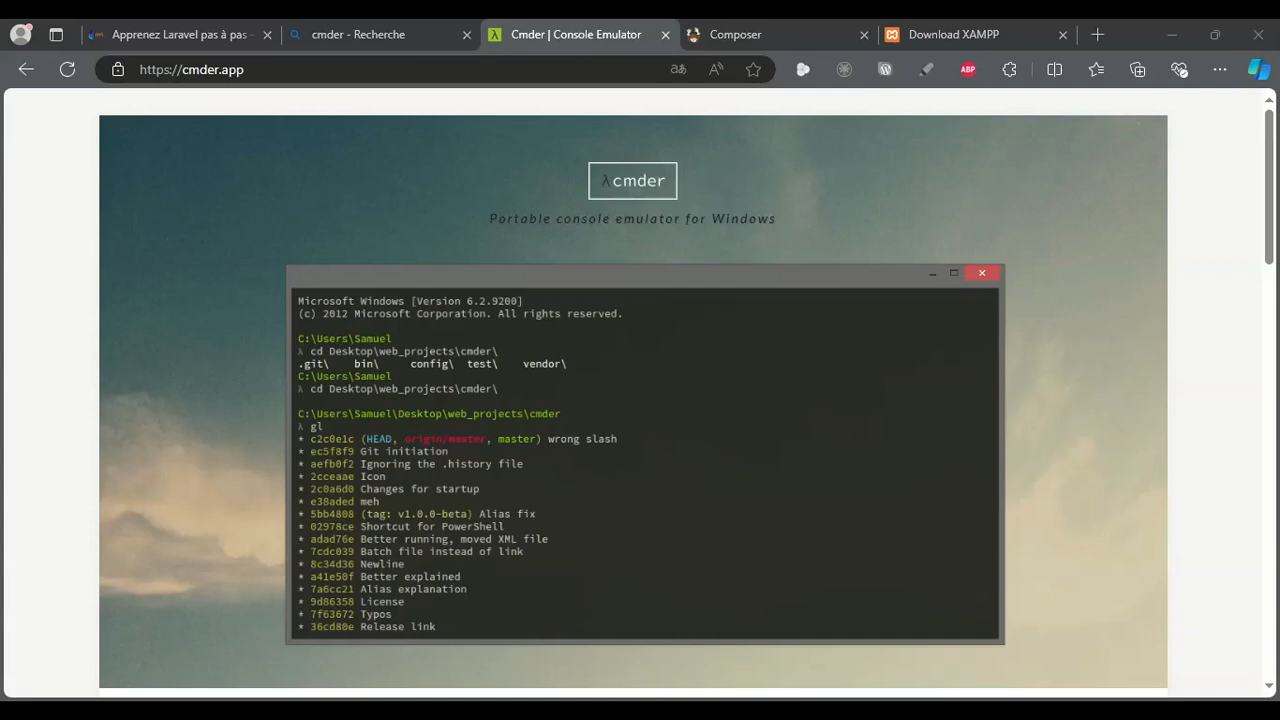 Apprenez Laravel pas à pas -
cmder - Recherche
Cmder | Console Emulator
Composer
Download XAMPP
https://cmder.app
ABP
λcmder
Portable console emulator for Windows
Microsoft Windows [Version 6.2.9200]
(c) 2012 Microsoft Corporation. All rights reserved.
C:\Users\Samuel
λ cd Desktop\web_projects\cmder\
.git\ bin\ config\ test\ vendor\
C:\Users\Samuel
λ cd Desktop\web_projects\cmder\
C:\Users\Samuel\Desktop\web_projects\cmder
λ gl
* c2c0e1c (HEAD, origin/master, master) wrong slash
* ec5f8f9 Git initiation
* aefb0f2 Ignoring the .history file
* 2cceaae Icon
* 2c0a6d0 Changes for startup
* e38aded meh
* 5bb4808 (tag: v1.0.0-beta) Alias fix
* 02978ce Shortcut for PowerShell
* adad76e Better running, moved XML file
* 7cdc039 Batch file instead of link
* 8c34d36 Newline
* a41e50f Better explained
* 7a6cc21 Alias explanation
* 9d86358 License
* 7f63672 Typos
* 36cd80e Release link